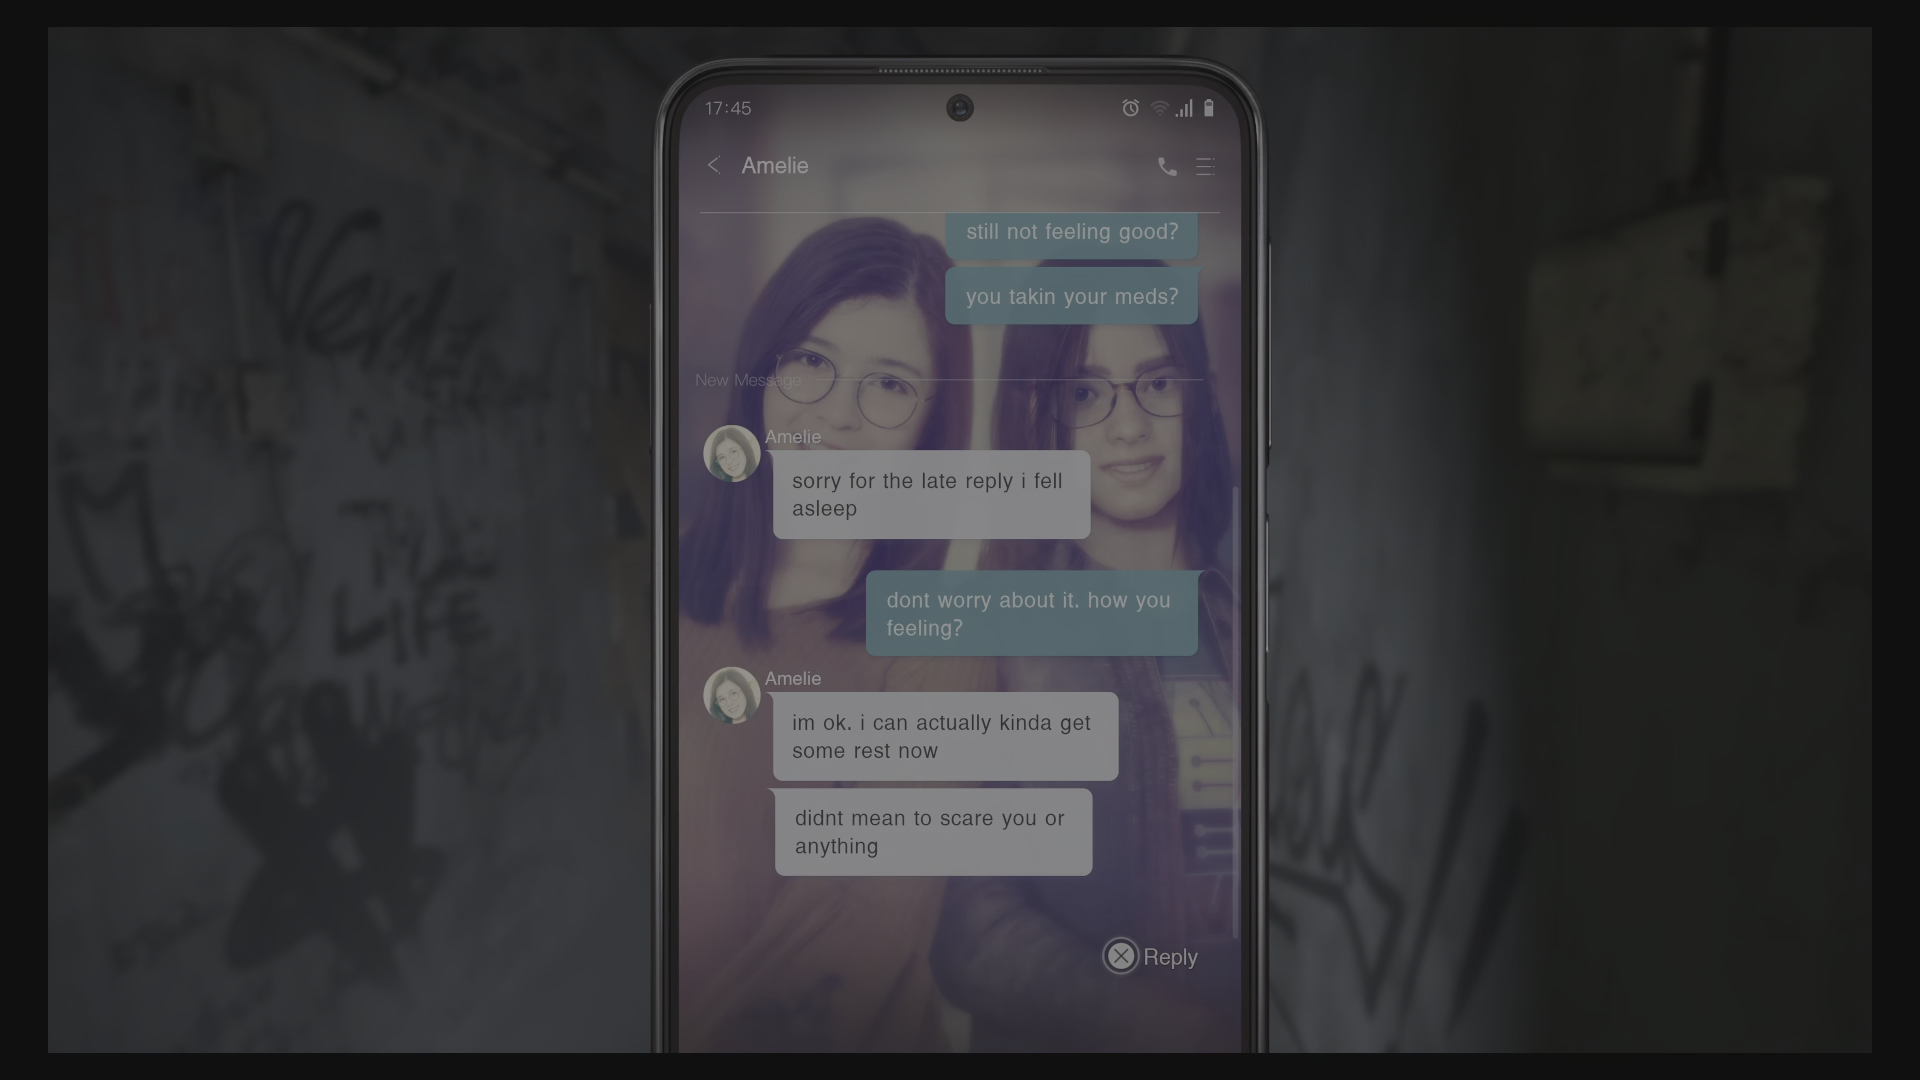 17:45
Amelie
still not feeling good?
you takin your meds?
New Message
Amelie
sorry for the late reply i fell
asleep
dont worry about it. how you
feeling?
Amelie
im ok. i can actually kinda get
some rest now
didnt mean to scare you or
anything
Reply
THE
LIFE